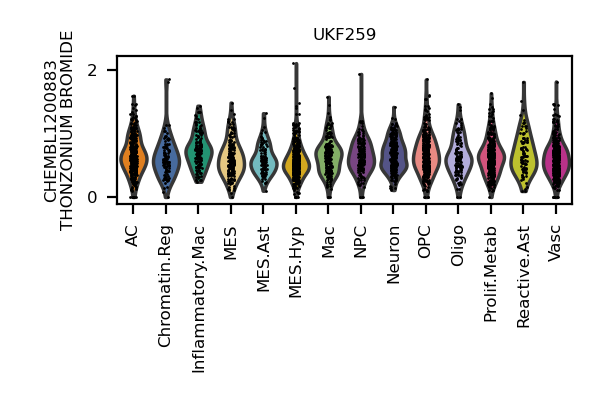 UKF259
CHEMBL1200883
THONZONIUM BROMIDE
2
0
AC
Chromatin.Reg
Inflammatory.Mac
MES
MES.Ast
MES.Hyp
Mac
NPC
Neuron
OPC
Oligo
Prolif.Metab
Reactive.Ast
Vasc